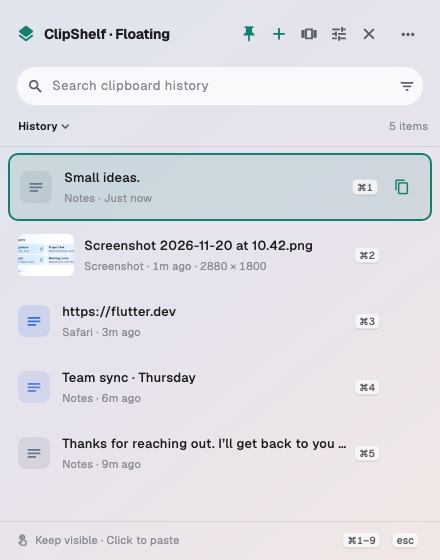 ClipShelf · Floating
Search clipboard history
History
5 items
Small ideas.
Notes · Just now
⌘1
Screenshot 2026-11-20 at 10.42.png
Screenshot · 1m ago · 2880 × 1800
⌘2
https://flutter.dev
Safari · 3m ago
⌘3
Team sync · Thursday
Notes · 6m ago
⌘4
Thanks for reaching out. I'll get back to you ...
Notes · 9m ago
⌘5
Keep visible · Click to paste
⌘1–9
esc